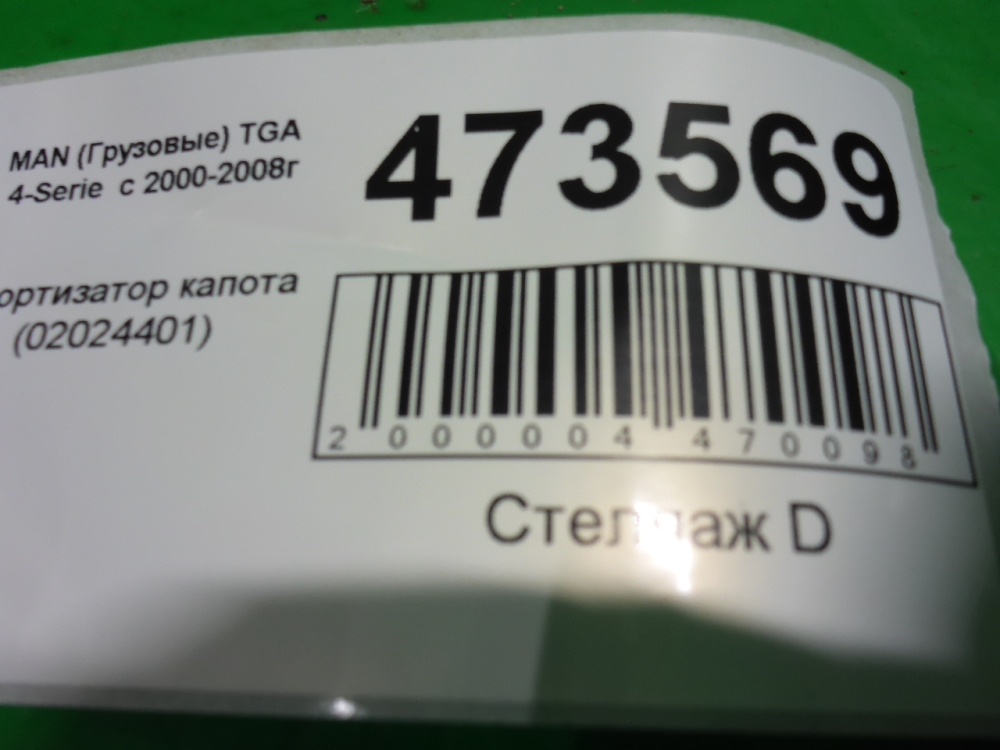 MAN (Грузовые) TGA
4-Serie с 2000-2008г
473569
ортизатор капота
(02024401)
2 000004 470098
Стеллаж D